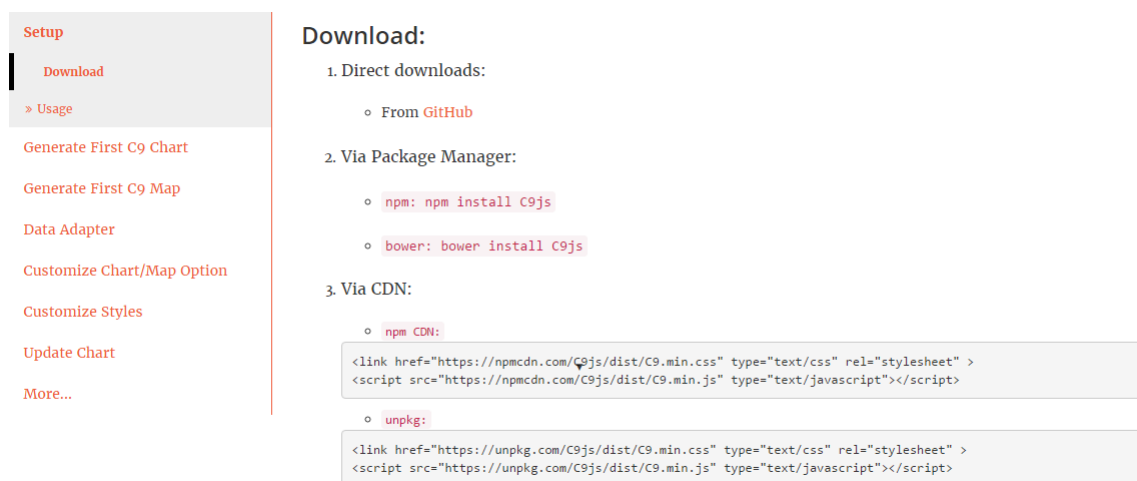 Setup
Download
» Usage
Generate First C9 Chart
Generate First C9 Map
Data Adapter
Customize Chart/Map Option
Customize Styles
Update Chart
More...
Download:
1. Direct downloads:
From GitHub
2. Via Package Manager:
npm: npm install C9js
bower: bower install C9js
3. Via CDN:
npm CDN:
<link href="https://npmcdn.com/C9js/dist/C9.min.css" type="text/css" rel="stylesheet" >
<script src="https://npmcdn.com/C9js/dist/C9.min.js" type="text/javascript"></script>
unpkg:
<link href="https://unpkg.com/C9js/dist/C9.min.css" type="text/css" rel="stylesheet" >
<script src="https://unpkg.com/C9js/dist/C9.min.js" type="text/javascript"></script>